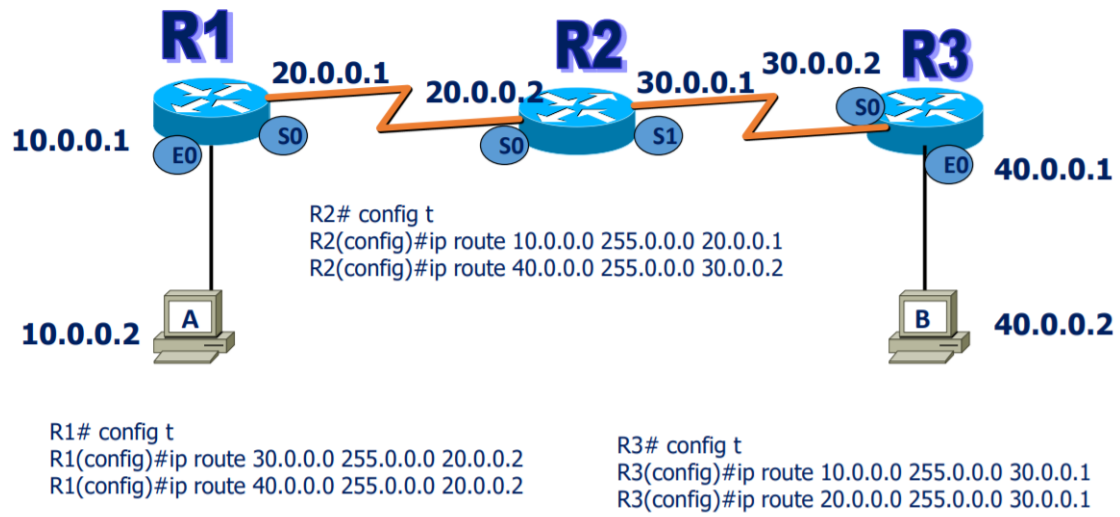 R1
R2
R3
20.0.0.1
20.0.0.2
30.0.0.1
30.0.0.2
10.0.0.1
E0
S0
S0
S1
S0
E0
40.0.0.1
R2# config t
R2(config)#ip route 10.0.0.0 255.0.0.0 20.0.0.1
R2(config)#ip route 40.0.0.0 255.0.0.0 30.0.0.2
10.0.0.2
A
B
40.0.0.2
R1# config t
R1(config)#ip route 30.0.0.0 255.0.0.0 20.0.0.2
R1(config)#ip route 40.0.0.0 255.0.0.0 20.0.0.2
R3# config t
R3(config)#ip route 10.0.0.0 255.0.0.0 30.0.0.1
R3(config)#ip route 20.0.0.0 255.0.0.0 30.0.0.1